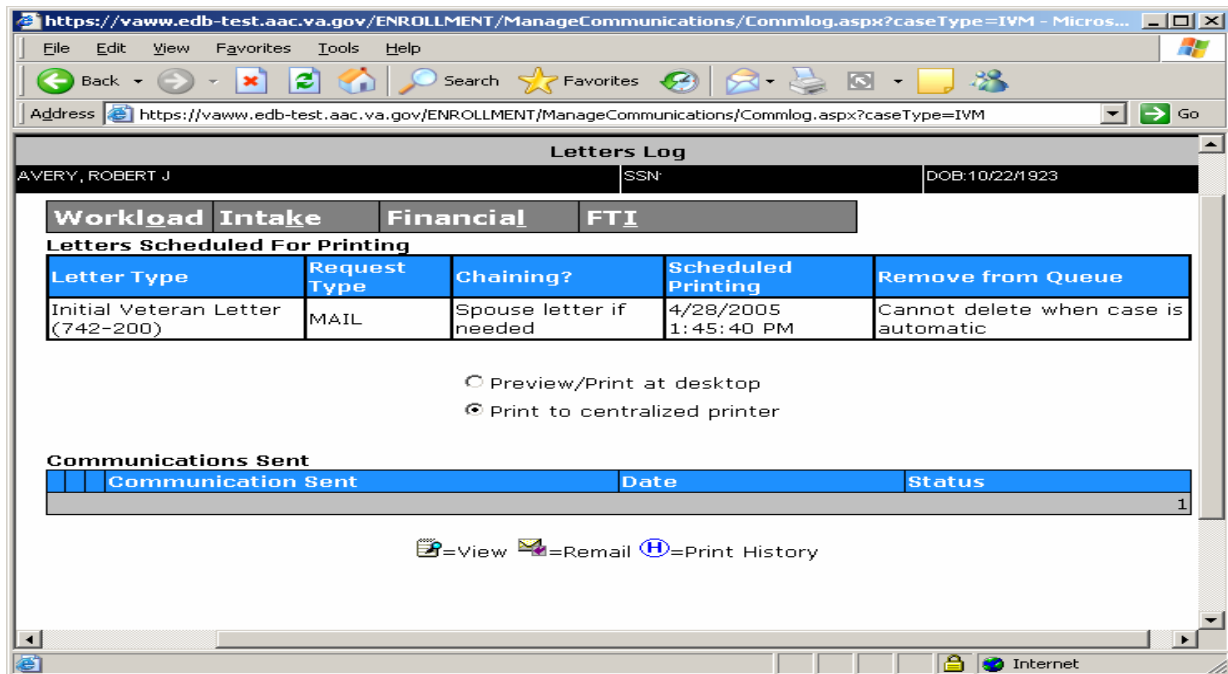 https://vaww.edb-test.aac.va.gov/ENROLLMENT/ManageCommunications/Commlog.aspx?caseType=IVM - Micros...
File Edit View Favorites Tools Help
Back Search Favorites
Address https://vaww.edb-test.aac.va.gov/ENROLLMENT/ManageCommunications/Commlog.aspx?caseType=IVM Go
Letters Log
AVERY, ROBERT J SSN: DOB:10/22/1923
Workload Intake Financial FTI
Letters Scheduled For Printing
Letter Type Request Type Chaining? Scheduled Printing Remove from Queue
Initial Veteran Letter (742-200) MAIL Spouse letter if needed 4/28/2005 1:45:40 PM Cannot delete when case is automatic
Preview/Print at desktop
Print to centralized printer
Communications Sent
Communication Sent Date Status
1
=View =Remail H=Print History
Internet